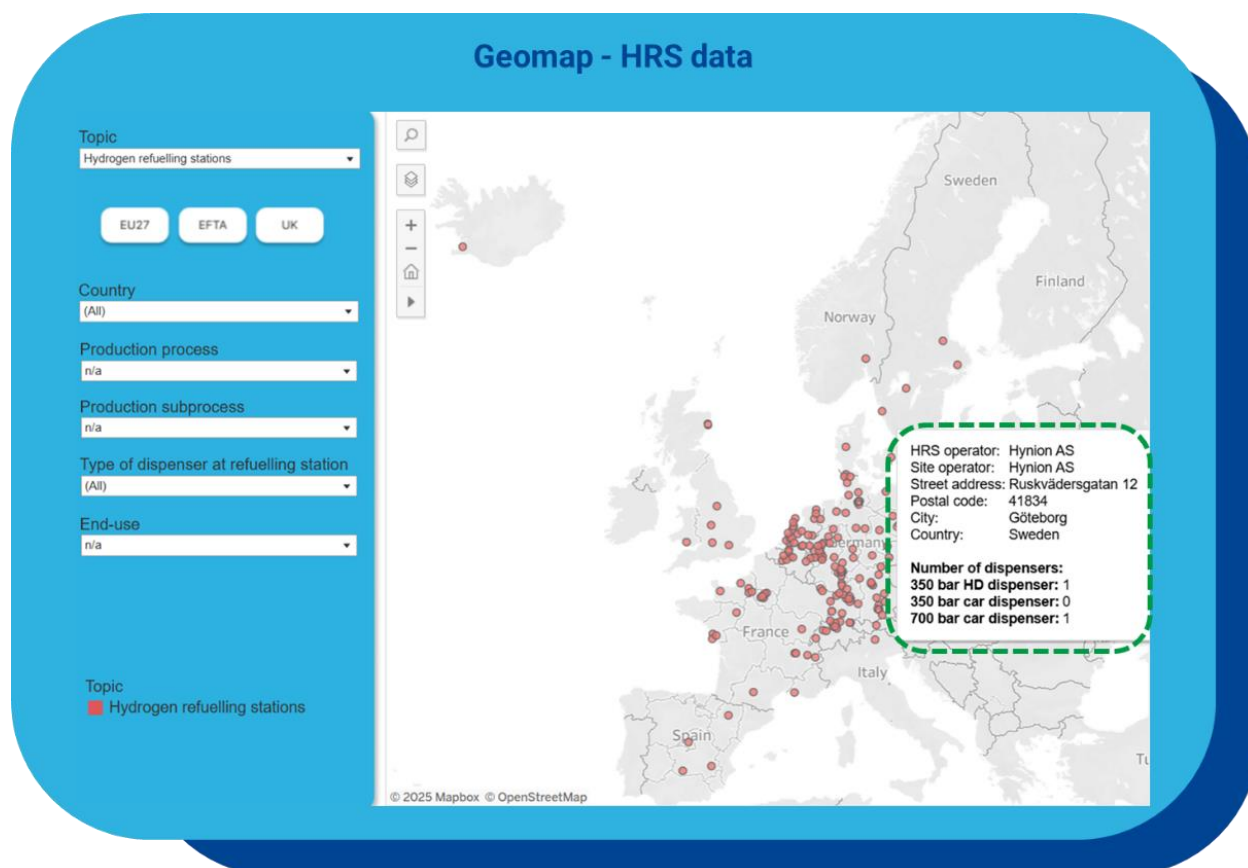 Geomap - HRS data
Topic
Hydrogen refuelling stations
EU27 EFTA UK
Country
(All)
Production process
n/a
Production subprocess
n/a
Type of dispenser at refuelling station
(All)
End-use
n/a
Topic
Hydrogen refuelling stations
Sweden
Finland
Norway
HRS operator: Hynion AS
Site operator: Hynion AS
Street address: Ruskvädersgatan 12
Postal code: 41834
City: Göteborg
Country: Sweden
Number of dispensers:
350 bar HD dispenser: 1
350 bar car dispenser: 0
700 bar car dispenser: 1
Germany
France
Italy
Spain
Tu
© 2025 Mapbox © OpenStreetMap